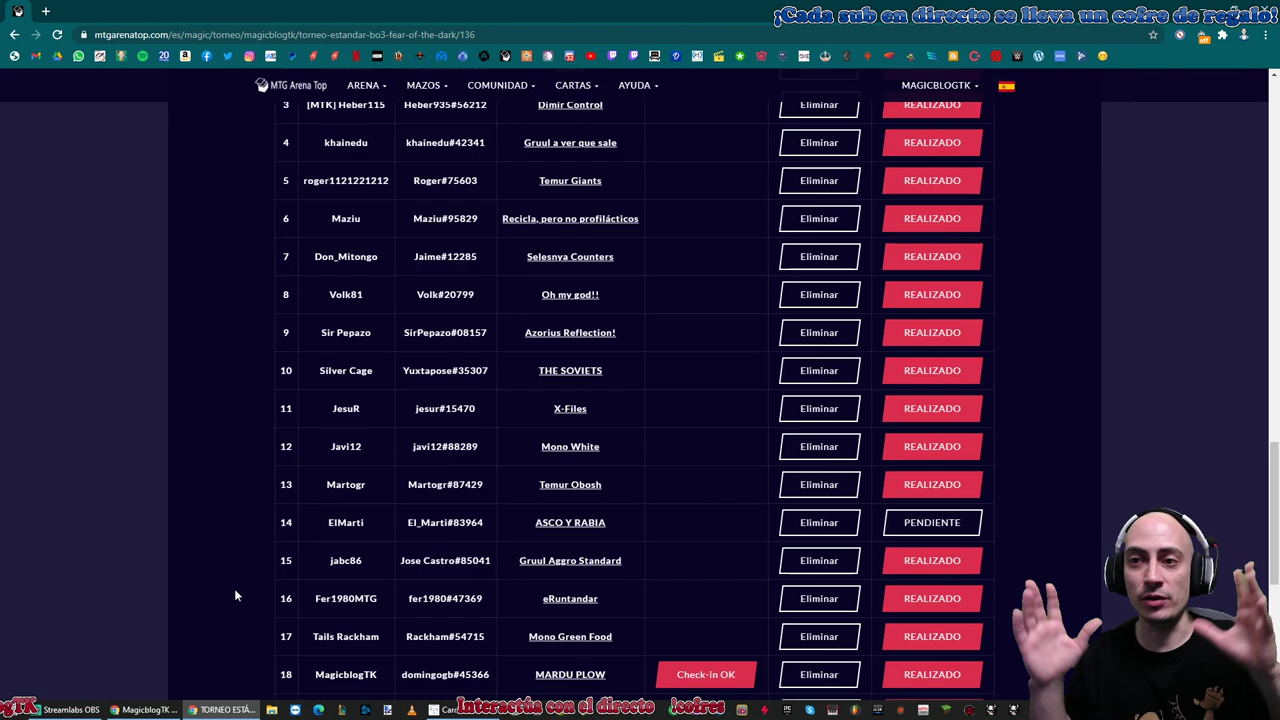 ¡Cada sub en directo se lleva un cofre de regalo!
mtgarenatop.com/es/magic/torneo/magicblogtk/torneo-estandar-bo3-fear-of-the-dark/136
MTG Arena Top ARENA MAZOS COMUNIDAD CARTAS AYUDA MAGICBLOGTK
3 [MTK] Heber115 Heber935#56212 Dimir Control Eliminar REALIZADO
4 khainedu khainedu#42341 Gruul a ver que sale Eliminar REALIZADO
5 roger1121221212 Roger#75603 Temur Giants Eliminar REALIZADO
6 Maziu Maziu#95829 Recicla, pero no profilácticos Eliminar REALIZADO
7 Don_Mitongo Jaime#12285 Selesnya Counters Eliminar REALIZADO
8 Volk81 Volk#20799 Oh my god!! Eliminar REALIZADO
9 Sir Pepazo SirPepazo#08157 Azorius Reflection! Eliminar REALIZADO
10 Silver Cage Yuxtapose#35307 THE SOVIETS Eliminar REALIZADO
11 JesuR jesur#15470 X-Files Eliminar REALIZADO
12 Javi12 javi12#88289 Mono White Eliminar REALIZADO
13 Martogr Martogr#87429 Temur Obosh Eliminar REALIZADO
14 ElMarti El_Marti#83964 ASCO Y RABIA Eliminar PENDIENTE
15 jabc86 Jose Castro#85041 Gruul Aggro Standard Eliminar REALIZADO
16 Fer1980MTG fer1980#47369 eRuntandar Eliminar REALIZADO
17 Tails Rackham Rackham#54715 Mono Green Food Eliminar REALIZADO
18 MagicblogTK domingogb#45366 MARDU PLOW Check-in OK Eliminar REALIZADO
Interactúa con el directo !cofres
Streamlabs OBS Magicblog TORNEO ESTÁ...